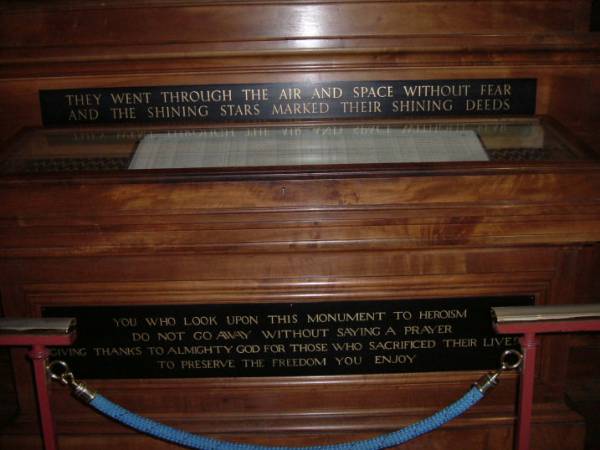 THEY WENT THROUGH THE AIR AND SPACE WITHOUT FEAR
AND THE SHINING STARS MARKED THEIR SHINING DEEDS
YOU WHO LOOK UPON THIS MONUMENT TO HEROISM
DO NOT GO AWAY WITHOUT SAYING A PRAYER
GIVING THANKS TO ALMIGHTY GOD FOR THOSE WHO SACRIFICED THEIR LIVES
TO PRESERVE THE FREEDOM YOU ENJOY